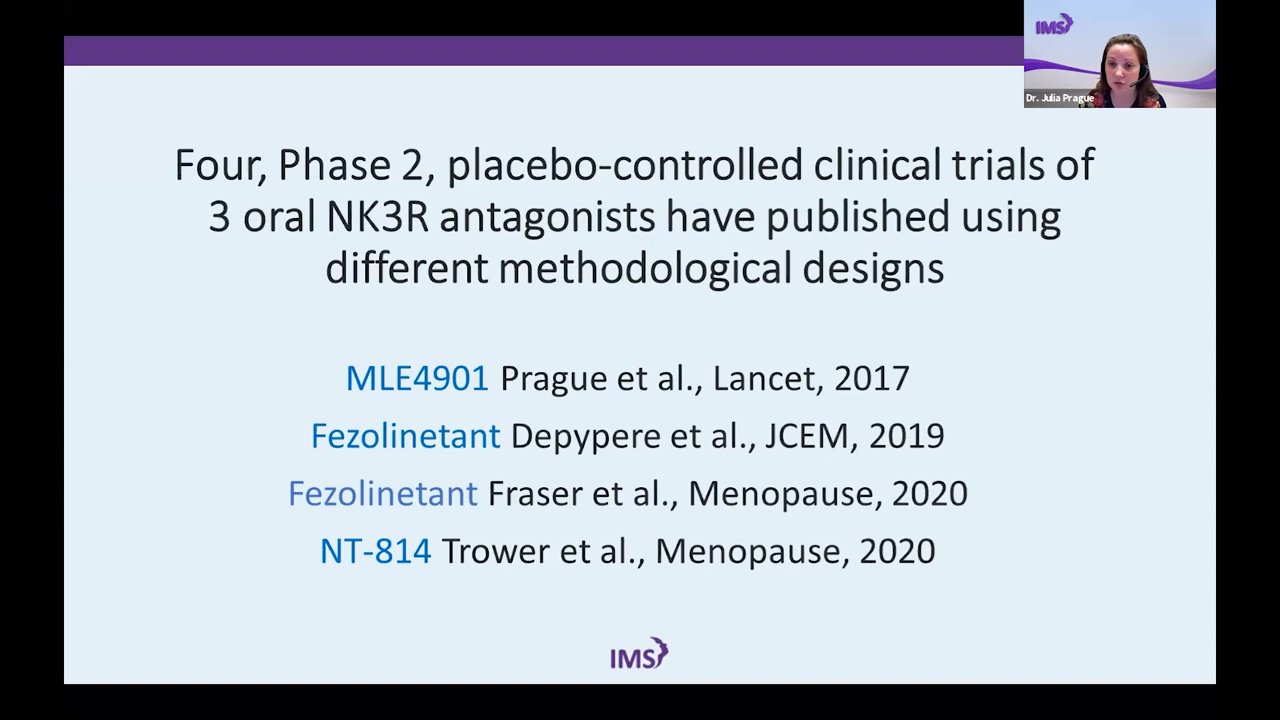 IMS
Dr. Julia Prague
Four, Phase 2, placebo-controlled clinical trials of
3 oral NK3R antagonists have published using
different methodological designs
MLE4901 Prague et al., Lancet, 2017
Fezolinetant Depypere et al., JCEM, 2019
Fezolinetant Fraser et al., Menopause, 2020
NT-814 Trower et al., Menopause, 2020
IMS